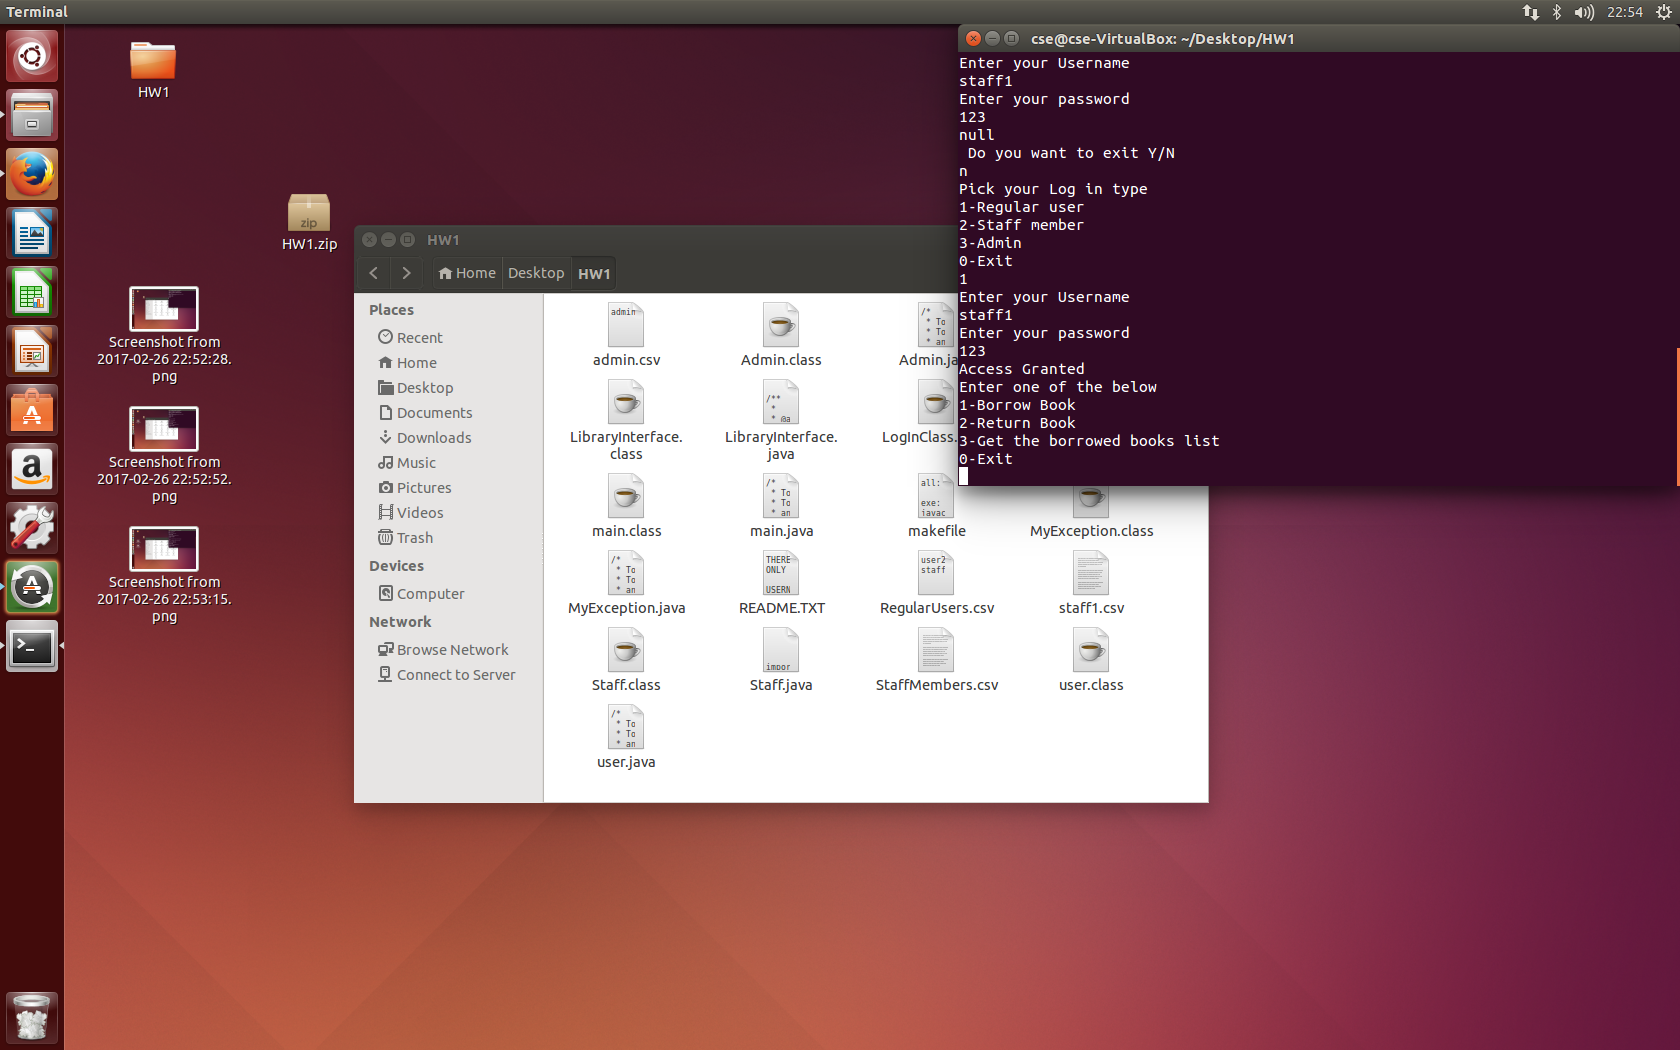 Terminal
22:54
HW1
zip
HW1.zip
Screenshot from
2017-02-26 22:52:28.
png
Screenshot from
2017-02-26 22:52:52.
png
Screenshot from
2017-02-26 22:53:15.
png
HW1
Home
Desktop
HW1
Places
Recent
Home
Desktop
Documents
Downloads
Music
Pictures
Videos
Trash
Devices
Computer
Network
Browse Network
Connect to Server
admin.csv
Admin.class
Admin.ja
LibraryInterface.
class
LibraryInterface.
java
LogInClass.
main.class
main.java
makefile
MyException.class
MyException.java
README.TXT
RegularUsers.csv
staff1.csv
Staff.class
Staff.java
StaffMembers.csv
user.class
user.java
cse@cse-VirtualBox: ~/Desktop/HW1
Enter your Username
staff1
Enter your password
123
null
Do you want to exit Y/N
n
Pick your Log in type
1-Regular user
2-Staff member
3-Admin
0-Exit
1
Enter your Username
staff1
Enter your password
123
Access Granted
Enter one of the below
1-Borrow Book
2-Return Book
3-Get the borrowed books list
0-Exit